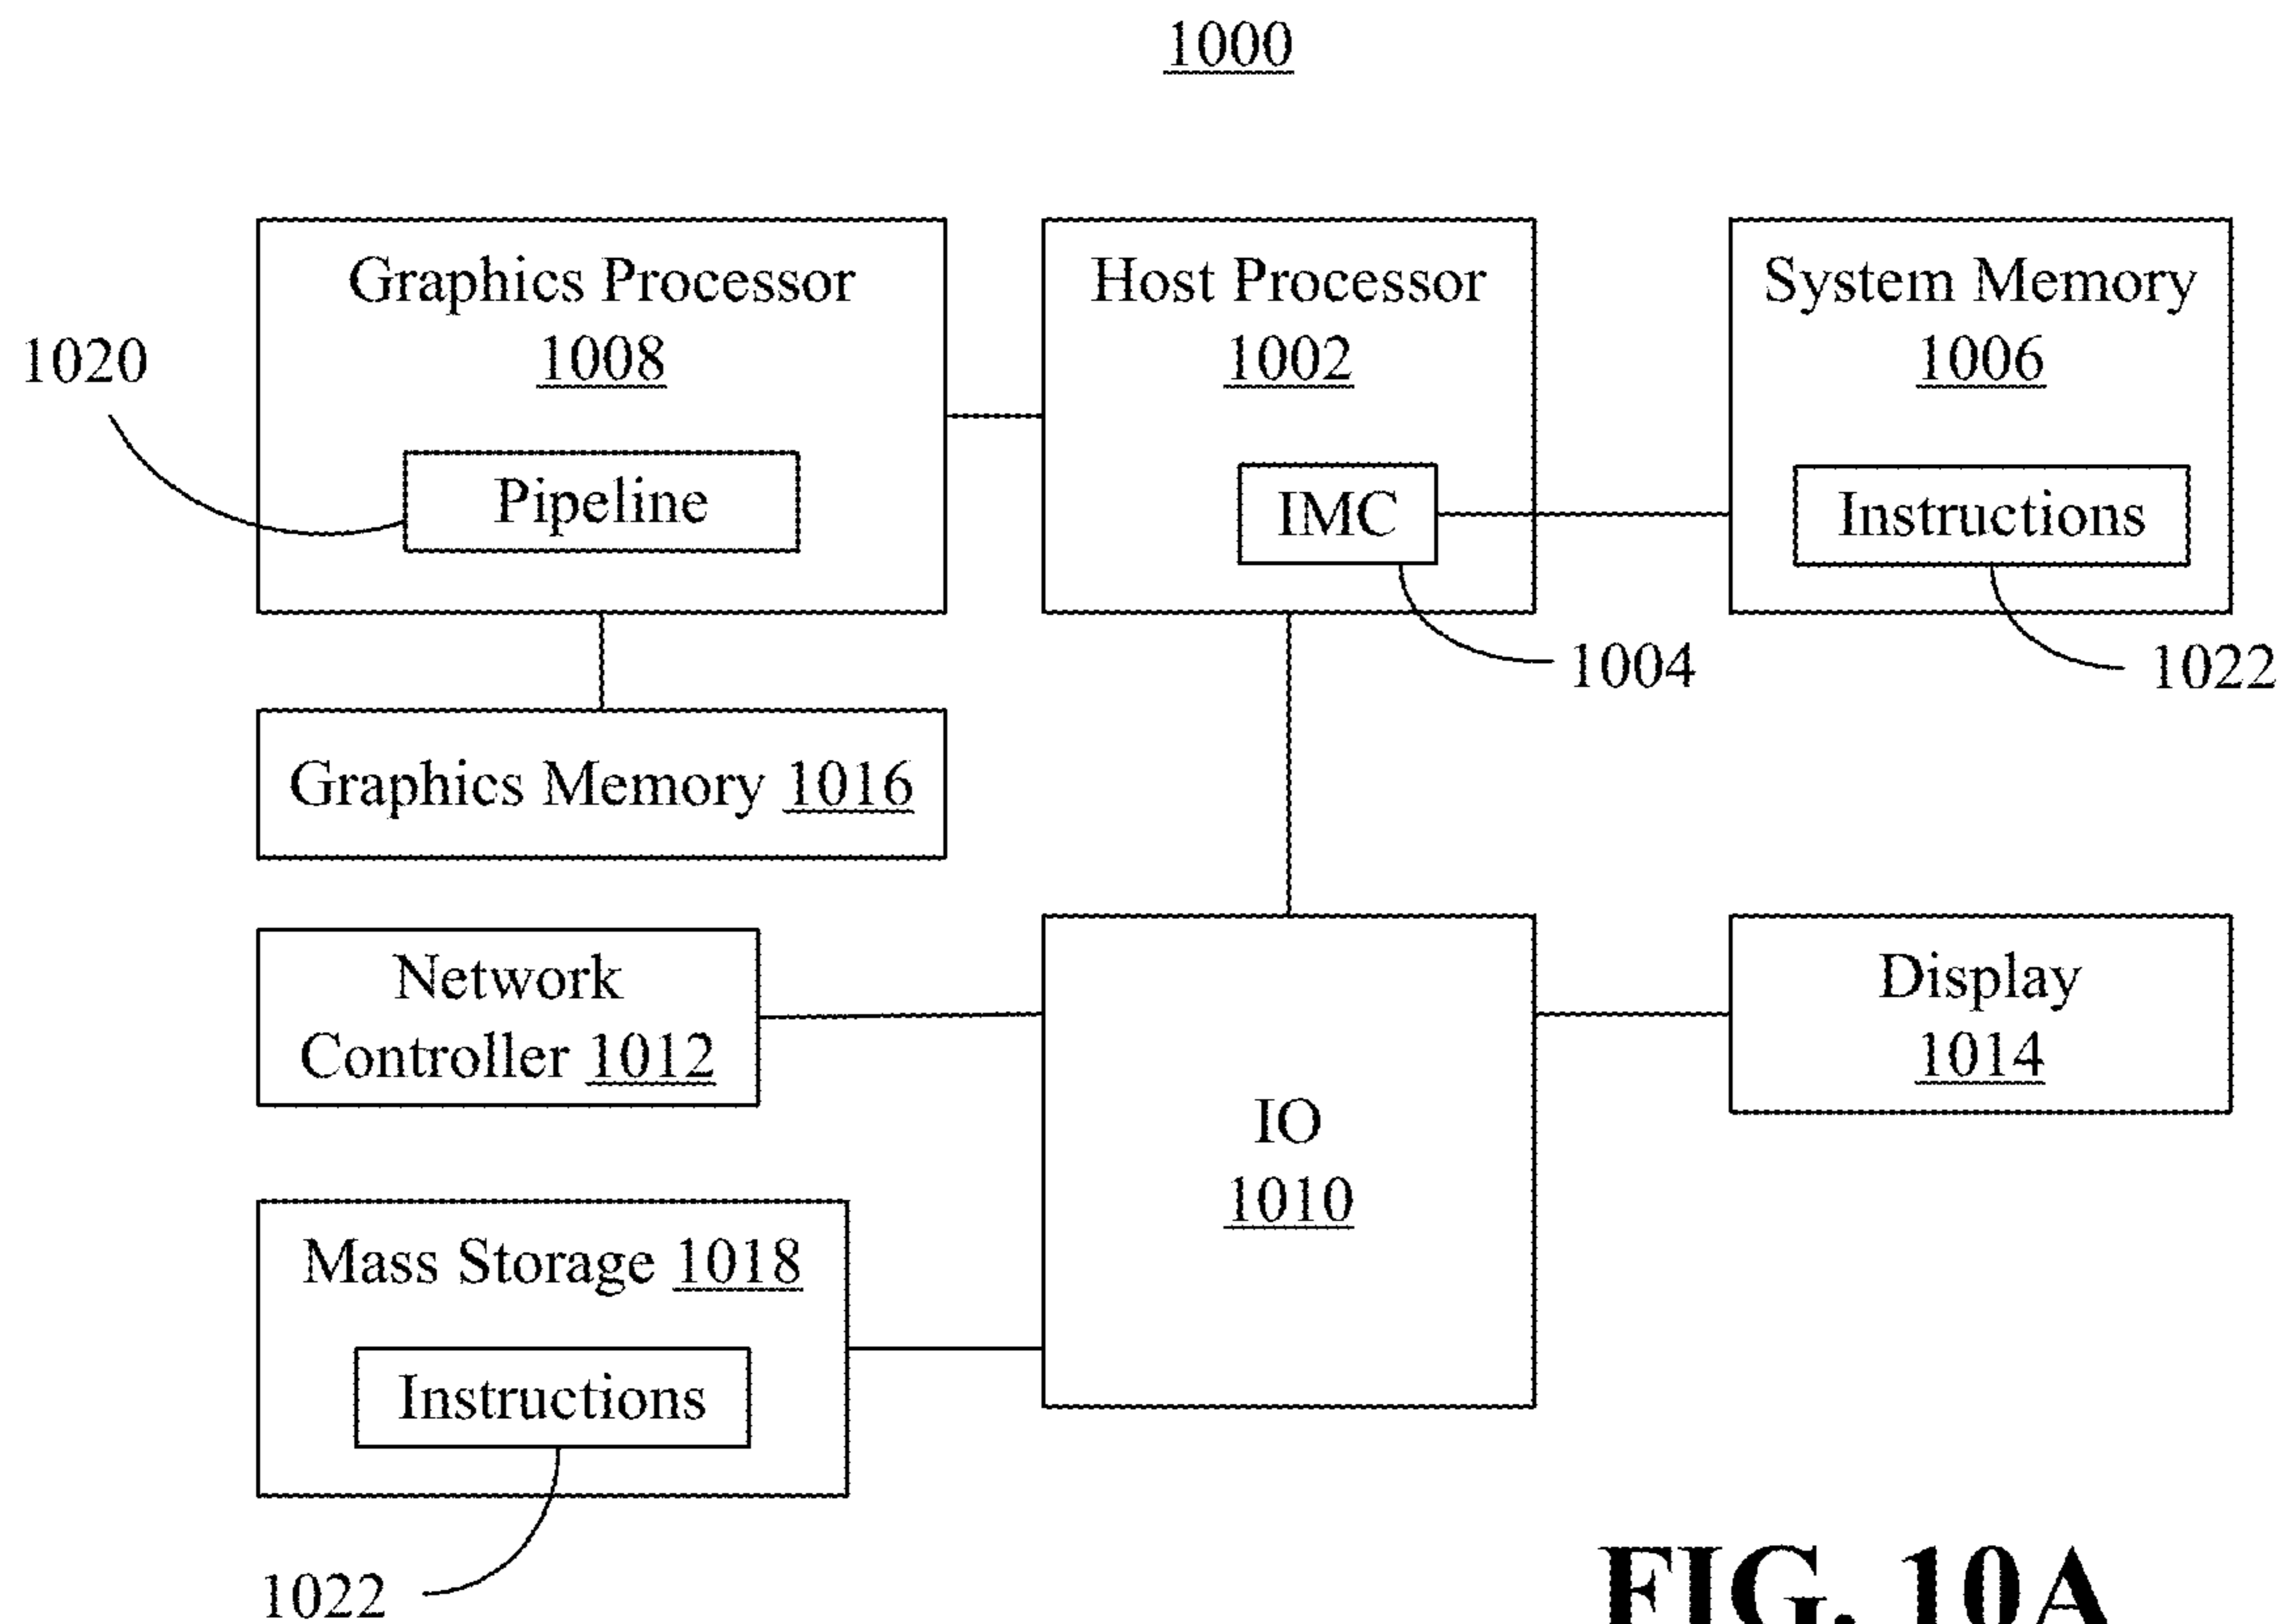 1000
Graphics Processor
1008
Pipeline
1020
Host Processor
1002
IMC
1004
System Memory
1006
Instructions
1022
Graphics Memory 1016
Network
Controller 1012
IO
1010
Display
1014
Mass Storage 1018
Instructions
1022
FIG. 10A